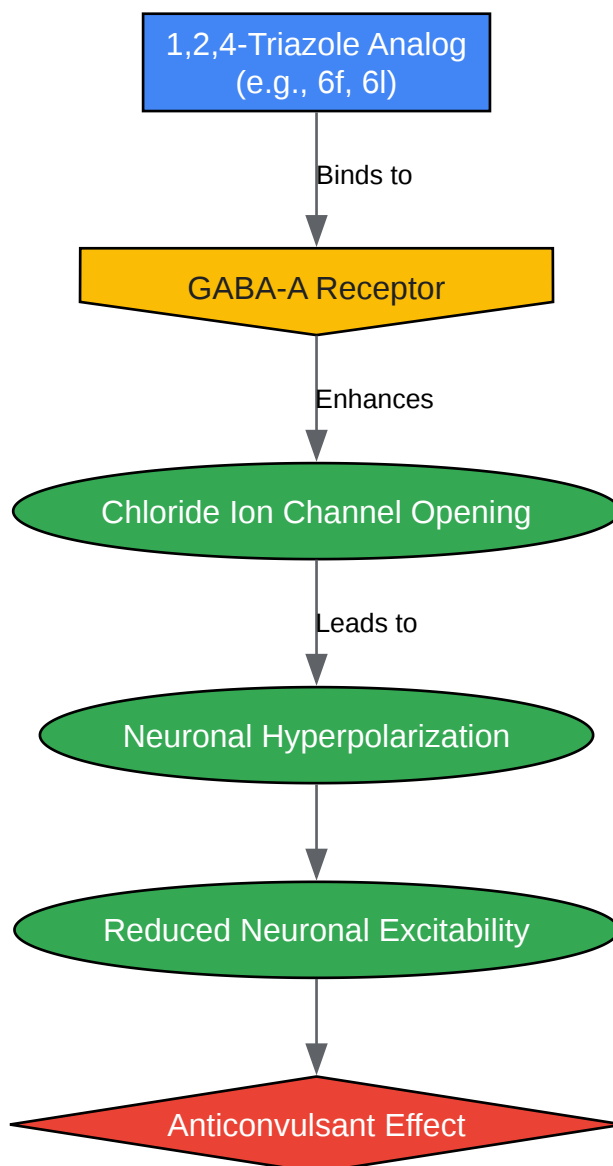 1,2,4-Triazole Analog
(e.g., 6f, 6l)
Binds to
GABA-A Receptor
Enhances
Chloride Ion Channel Opening
Leads to
Neuronal Hyperpolarization
Reduced Neuronal Excitability
Anticonvulsant Effect